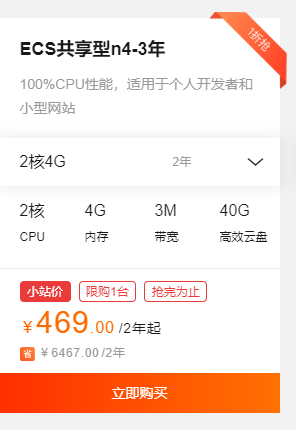 1折抢
ECS共享型n4-3年
100%CPU性能，适用于个人开发者和
小型网站
2核4G 2年
2核 4G 3M 40G
CPU 内存 带宽 高效云盘
小站价 限购1台 抢完为止
¥469.00 /2年起
省 ¥6467.00/2年
立即购买